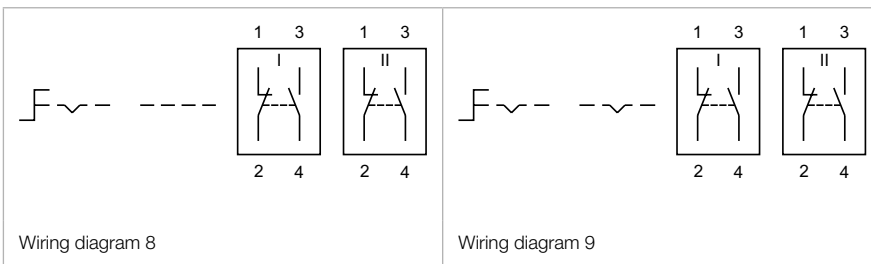 1 3 1 3 1 3 1 3
I II I II
2 4 2 4 2 4 2 4
Wiring diagram 8 Wiring diagram 9